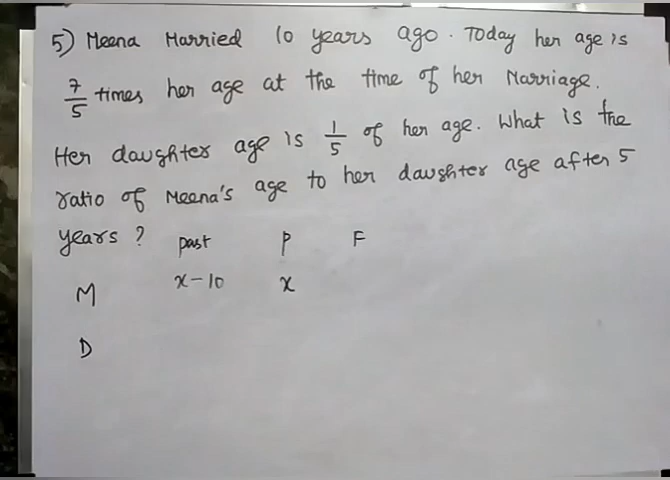 5) Meena Married 10 years ago. Today her age is
7/5 times her age at the time of her Marriage.
Her daughter age is 1/5 of her age. What is the
ratio of Meena's age to her daughter age after 5
years? past P F
M x-10 x
D